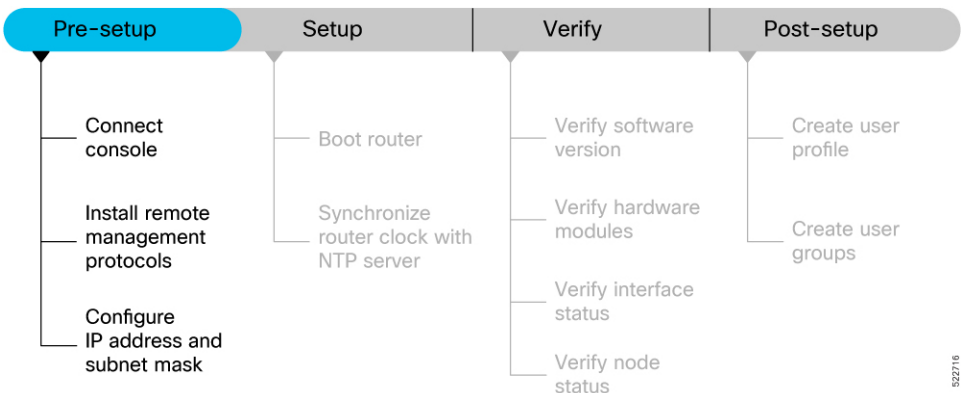 Pre-setup
Setup
Verify
Post-setup
Connect
console
Install remote
management
protocols
Configure
IP address and
subnet mask
Boot router
Synchronize
router clock with
NTP server
Verify software
version
Verify hardware
modules
Verify interface
status
Verify node
status
Create user
profile
Create user
groups
522716